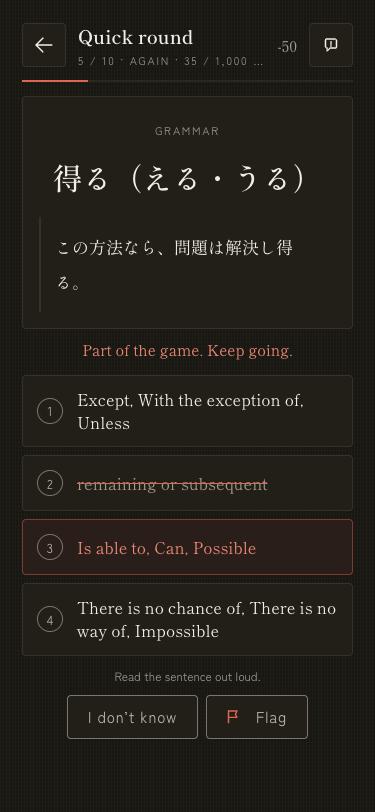 Quick round
5 / 10 · AGAIN · 35 / 1,000 ...
-50
GRAMMAR
得る（える・うる）
この方法なら、問題は解決し得
る。
Part of the game. Keep going.
1
Except, With the exception of,
Unless
2
remaining or subsequent
3
Is able to, Can, Possible
4
There is no chance of, There is no
way of, Impossible
Read the sentence out loud.
I don't know
Flag